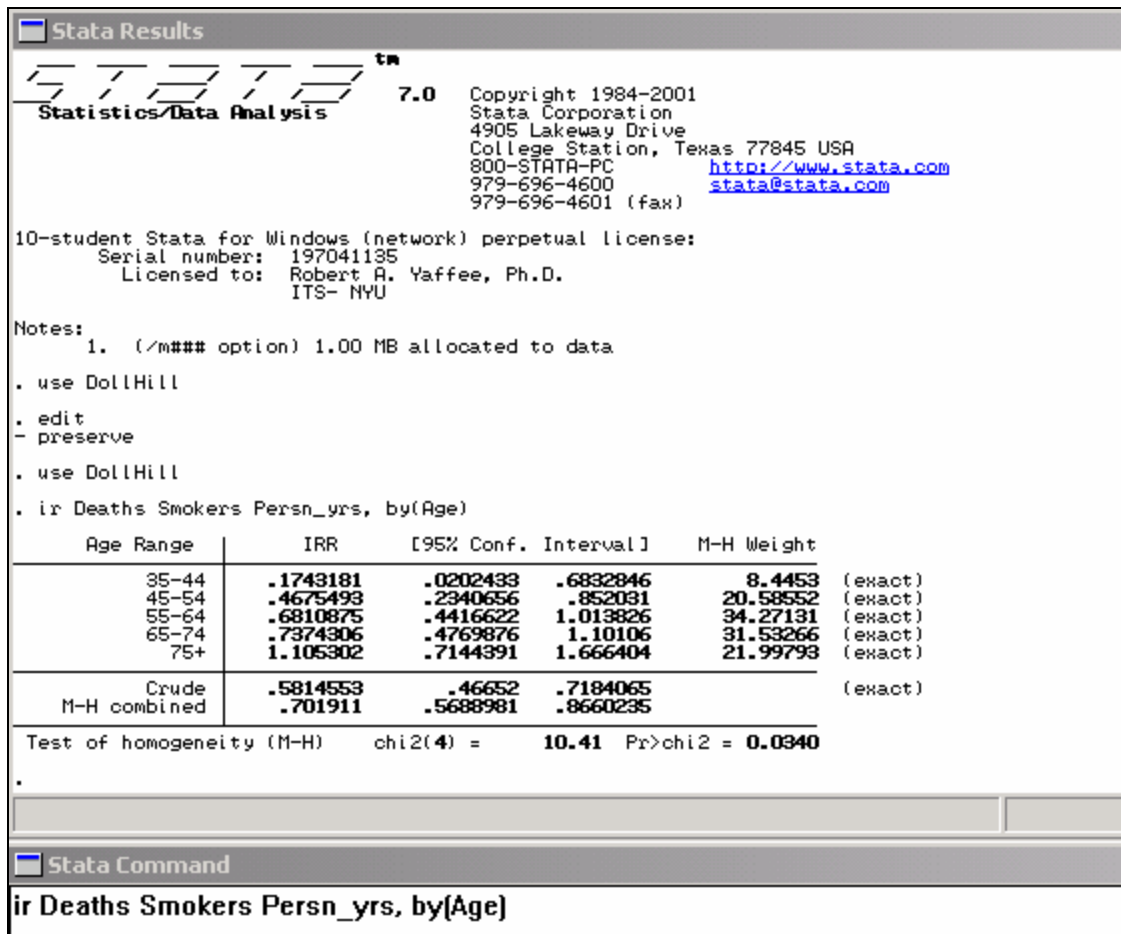 Stata Results
STATA tm
7.0 Copyright 1984-2001
Statistics/Data Analysis Stata Corporation
4905 Lakeway Drive
College Station, Texas 77845 USA
800-STATA-PC http://www.stata.com
979-696-4600 stata@stata.com
979-696-4601 (fax)
10-student Stata for Windows (network) perpetual license:
Serial number: 197041135
Licensed to: Robert A. Yaffee, Ph.D.
ITS- NYU
Notes:
1. (/m### option) 1.00 MB allocated to data
. use DollHill
. edit
- preserve
. use DollHill
. ir Deaths Smokers Persn_yrs, by(Age)
Age Range | IRR [95% Conf. Interval] M-H Weight
35-44 | .1743181 .0202433 .6832846 8.4453 (exact)
45-54 | .4675493 .2340656 .852031 20.58552 (exact)
55-64 | .6810875 .4416622 1.013826 34.27131 (exact)
65-74 | .7374306 .4769876 1.10106 31.53266 (exact)
75+ | 1.105302 .7144391 1.666404 21.99793 (exact)
Crude | .5814553 .46652 .7184065 (exact)
M-H combined | .701911 .5688981 .8660235
Test of homogeneity (M-H) chi2(4) = 10.41 Pr>chi2 = 0.0340
.
Stata Command
ir Deaths Smokers Persn_yrs, by(Age)